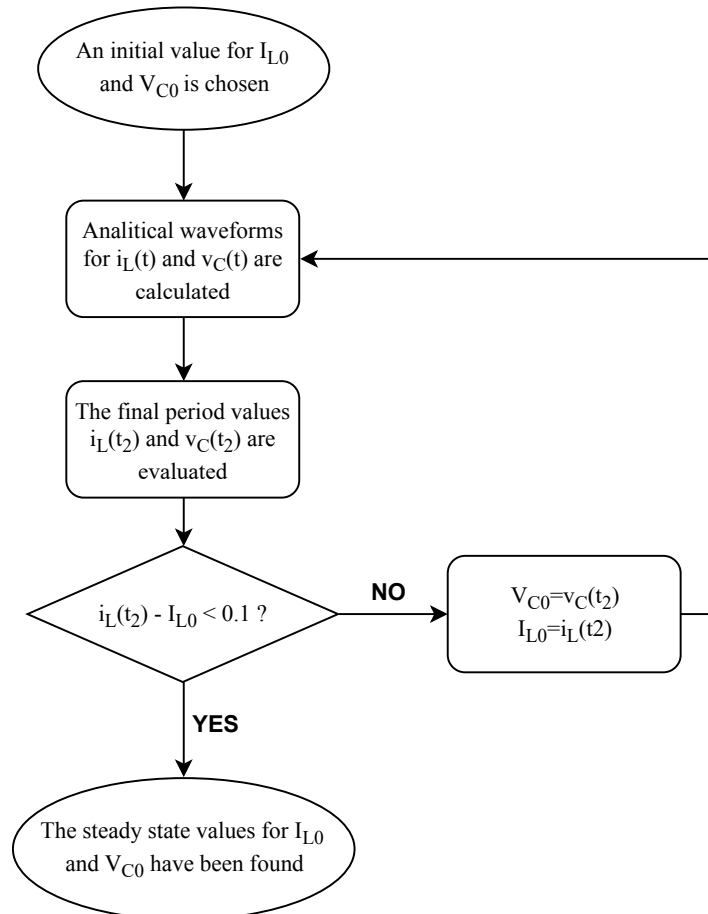 An initial value for I_L0
and V_C0 is chosen
Analitical waveforms
for i_L(t) and v_C(t) are
calculated
The final period values
i_L(t_2) and v_C(t_2) are
evaluated
i_L(t_2) - I_L0 < 0.1 ?
NO
V_C0=v_C(t_2)
I_L0=i_L(t2)
YES
The steady state values for I_L0
and V_C0 have been found